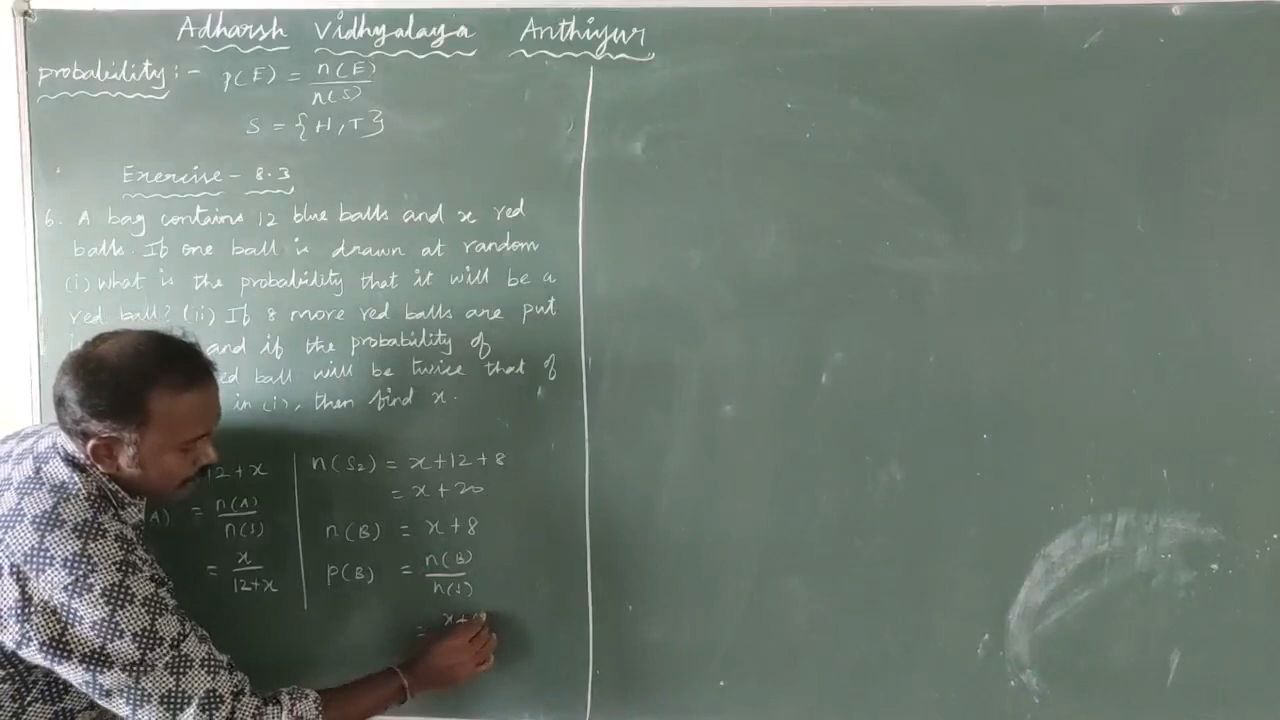 Adharsh Vidhyalaya Anthiyur
probability:- p(E) = n(E)/n(S)
S = {H,T}
Exercise - 8.3
6. A bag contains 12 blue balls and x red
balls. If one ball is drawn at random
(i) what is the probability that it will be a
red ball? (ii) If 8 more red balls are put
and if the probability of
ball will be twice that of
in (i), then find x.
12+x
(A) = n(A)/n(S)
= x/12+x
n(S2) = x+12+8
= x+20
n(B) = x+8
p(B) = n(B)/n(S)
= x+